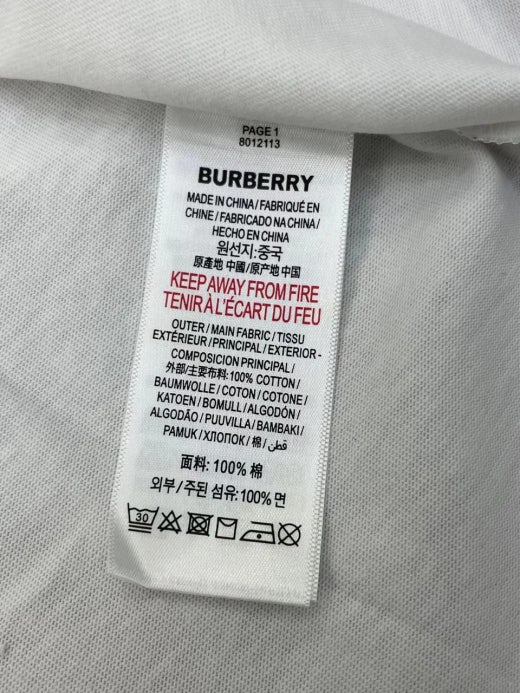 PAGE 1
8012113
BURBERRY
MADE IN CHINA / FABRIQUÉ EN
CHINE / FABRICADO NA CHINA /
HECHO EN CHINA
원선지:중국
原產地 中國/原产地 中国
KEEP AWAY FROM FIRE
TENIR À L'ÉCART DU FEU
OUTER / MAIN FABRIC / TISSU
EXTÉRIEUR / PRINCIPAL / EXTERIOR -
COMPOSICION PRINCIPAL /
外部/主要布料: 100% COTTON /
BAUMWOLLE / COTON / COTONE /
KATOEN / BOMULL / ALGODÓN /
ALGODÃO / PUUVILLA / BAMBAKI /
PAMUK / ХЛОПОК / 棉 / قطن
面料: 100% 棉
외부 / 주된 섬유: 100% 면
30